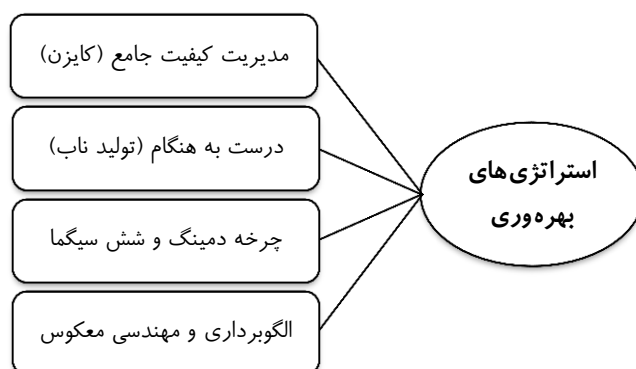 استراتژی‌های
بهره‌وری
مدیریت کیفیت جامع (کایزن)
درست به هنگام (تولید ناب)
چرخه دمینگ و شش سیگما
الگوبرداری و مهندسی معکوس